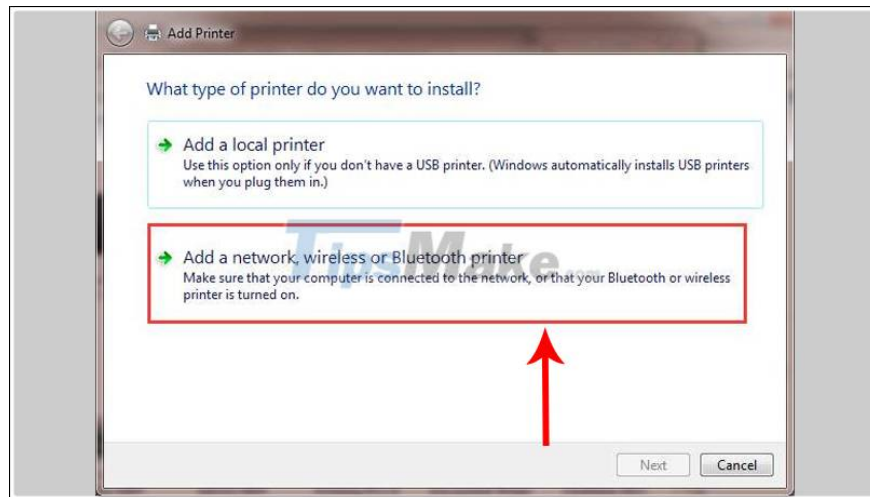 Add Printer
What type of printer do you want to install?
Add a local printer
Use this option only if you don't have a USB printer. (Windows automatically installs USB printers
when you plug them in.)
Add a network, wireless or Bluetooth printer
TipsMake.com
Make sure that your computer is connected to the network, or that your Bluetooth or wireless
printer is turned on.
Next
Cancel